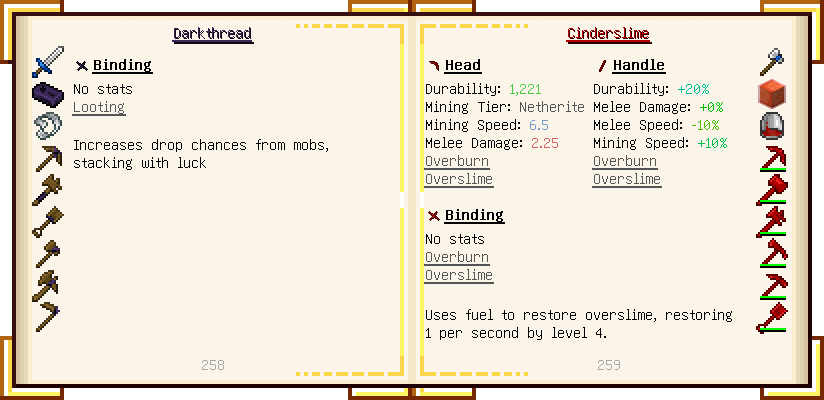 Darkthread
Binding
No stats
Looting
Increases drop chances from mobs,
stacking with luck
258
Cinderslime
Head
Durability: 1,221
Mining Tier: Netherite
Mining Speed: 6.5
Melee Damage: 2.25
Overburn
Overslime
Handle
Durability: +20%
Melee Damage: +0%
Melee Speed: -10%
Mining Speed: +10%
Overburn
Overslime
Binding
No stats
Overburn
Overslime
Uses fuel to restore overslime, restoring
1 per second by level 4.
259